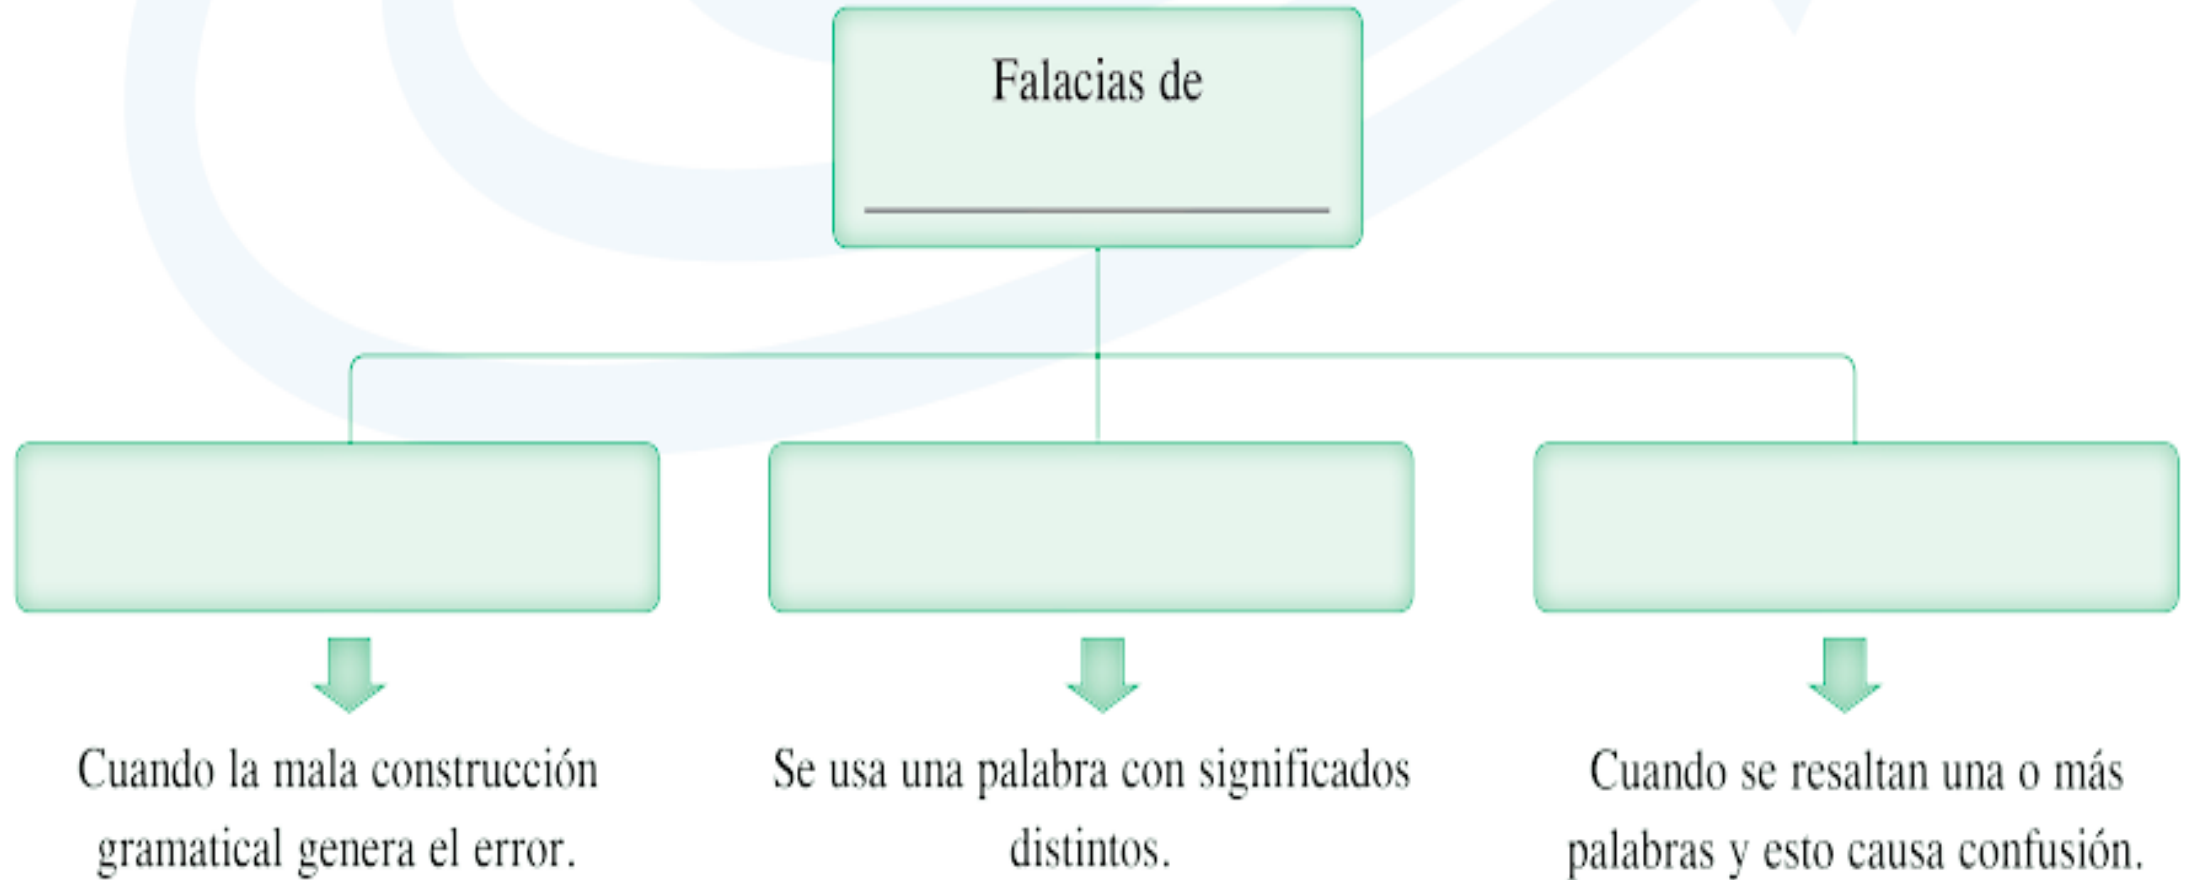 Falacias de
Cuando la mala construcción
gramatical genera el error.
Se usa una palabra con significados
distintos.
Cuando se resaltan una o más
palabras y esto causa confusión.